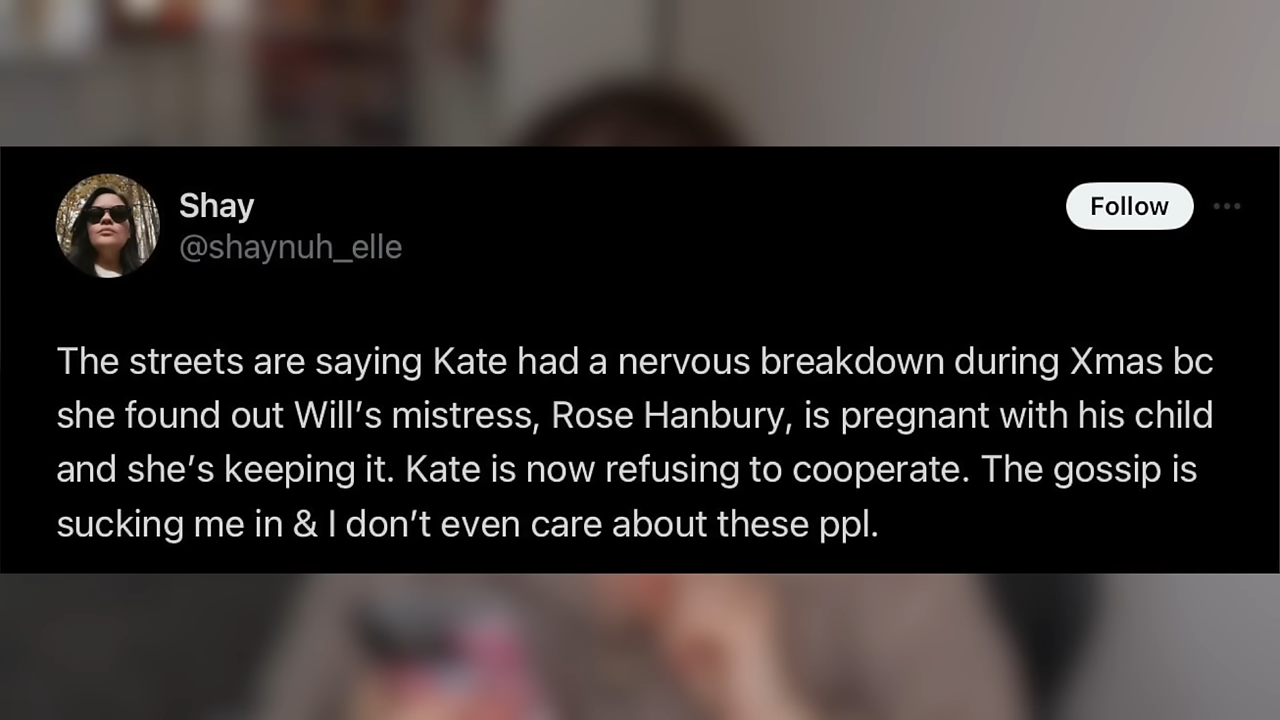 Shay
@shaynuh_elle
Follow
The streets are saying Kate had a nervous breakdown during Xmas bc
she found out Will’s mistress, Rose Hanbury, is pregnant with his child
and she’s keeping it. Kate is now refusing to cooperate. The gossip is
sucking me in & I don’t even care about these ppl.